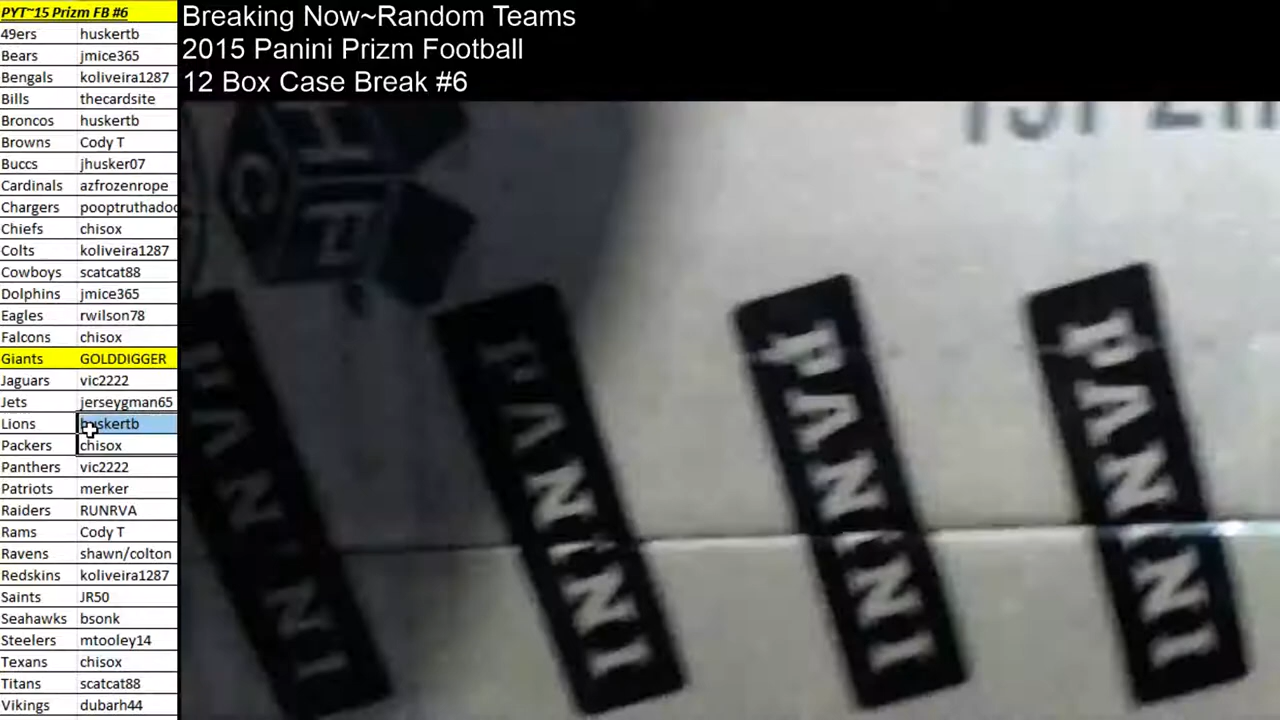 PYT~15 Prizm FB #6
49ers huskertb
Bears jmice365
Bengals koliveira1287
Bills thecardsite
Broncos huskertb
Browns Cody T
Buccs jhusker07
Cardinals azfrozenrope
Chargers pooptruthadoo
Chiefs chisox
Colts koliveira1287
Cowboys scatcat88
Dolphins jmice365
Eagles rwilson78
Falcons chisox
Giants GOLDDIGGER
Jaguars vic2222
Jets jerseygman65
Lions huskertb
Packers chisox
Panthers vic2222
Patriots merker
Raiders RUNRVA
Rams Cody T
Ravens shawn/colton
Redskins koliveira1287
Saints JR50
Seahawks bsonk
Steelers mtooley14
Texans chisox
Titans scatcat88
Vikings dubarh44
Breaking Now~Random Teams
2015 Panini Prizm Football
12 Box Case Break #6
PANINI
PANINI
PANINI
PANINI